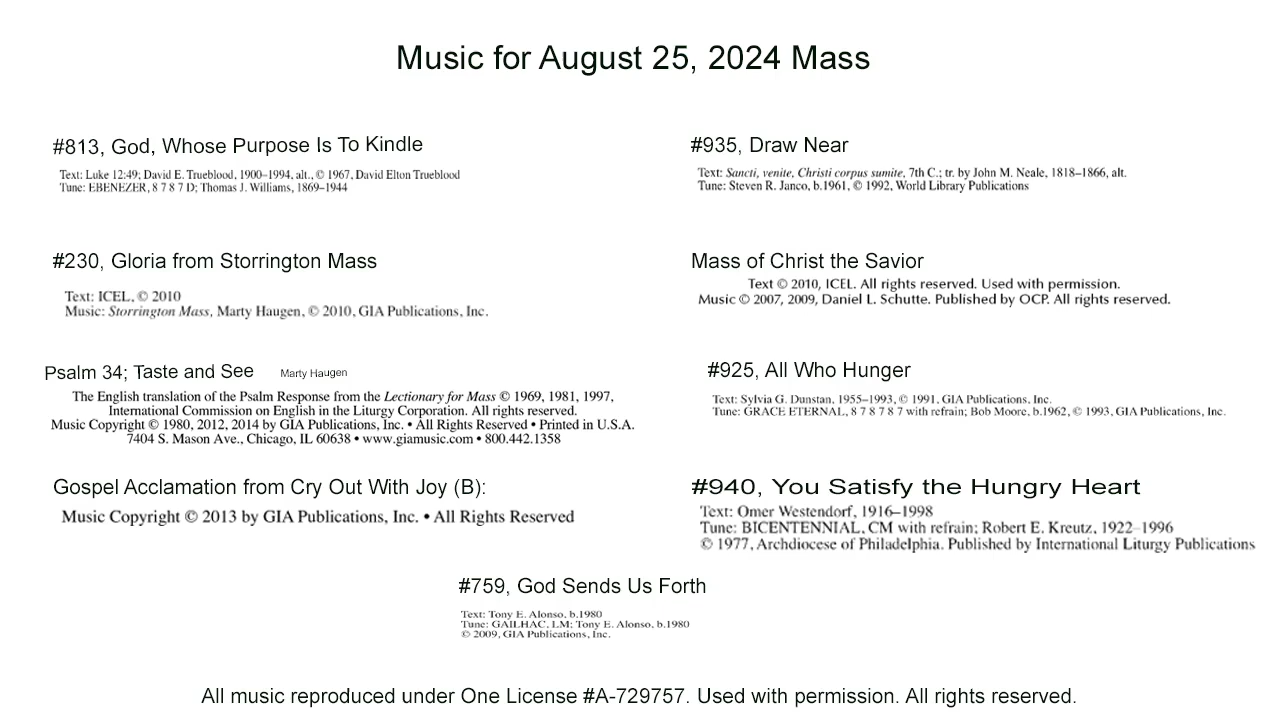 Music for August 25, 2024 Mass
#813, God, Whose Purpose Is To Kindle
Text: Luke 12:49; David E. Trueblood, 1900–1994, alt., © 1967, David Elton Trueblood
Tune: EBENEZER, 8 7 8 7 D; Thomas J. Williams, 1869–1944
#230, Gloria from Storrington Mass
Text: ICEL, © 2010
Music: Storrington Mass, Marty Haugen, © 2010, GIA Publications, Inc.
Psalm 34; Taste and See Marty Haugen
The English translation of the Psalm Response from the Lectionary for Mass © 1969, 1981, 1997,
International Commission on English in the Liturgy Corporation. All rights reserved.
Music Copyright © 1980, 2012, 2014 by GIA Publications, Inc. • All Rights Reserved • Printed in U.S.A.
7404 S. Mason Ave., Chicago, IL 60638 • www.giamusic.com • 800.442.1358
Gospel Acclamation from Cry Out With Joy (B):
Music Copyright © 2013 by GIA Publications, Inc. • All Rights Reserved
#935, Draw Near
Text: Sancti, venite, Christi corpus sumite, 7th C.; tr. by John M. Neale, 1818–1866, alt.
Tune: Steven R. Janco, b.1961, © 1992, World Library Publications
Mass of Christ the Savior
Text © 2010, ICEL. All rights reserved. Used with permission.
Music © 2007, 2009, Daniel L. Schutte. Published by OCP. All rights reserved.
#925, All Who Hunger
Text: Sylvia G. Dunstan, 1955–1993, © 1991, GIA Publications, Inc.
Tune: GRACE ETERNAL, 8 7 8 7 8 7 with refrain; Bob Moore, b.1962, © 1993, GIA Publications, Inc.
#940, You Satisfy the Hungry Heart
Text: Omer Westendorf, 1916–1998
Tune: BICENTENNIAL, CM with refrain; Robert E. Kreutz, 1922–1996
© 1977, Archdiocese of Philadelphia. Published by International Liturgy Publications
#759, God Sends Us Forth
Text: Tony E. Alonso, b.1980
Tune: GAILHAC, LM; Tony E. Alonso, b.1980
© 2009, GIA Publications, Inc.
All music reproduced under One License #A-729757. Used with permission. All rights reserved.